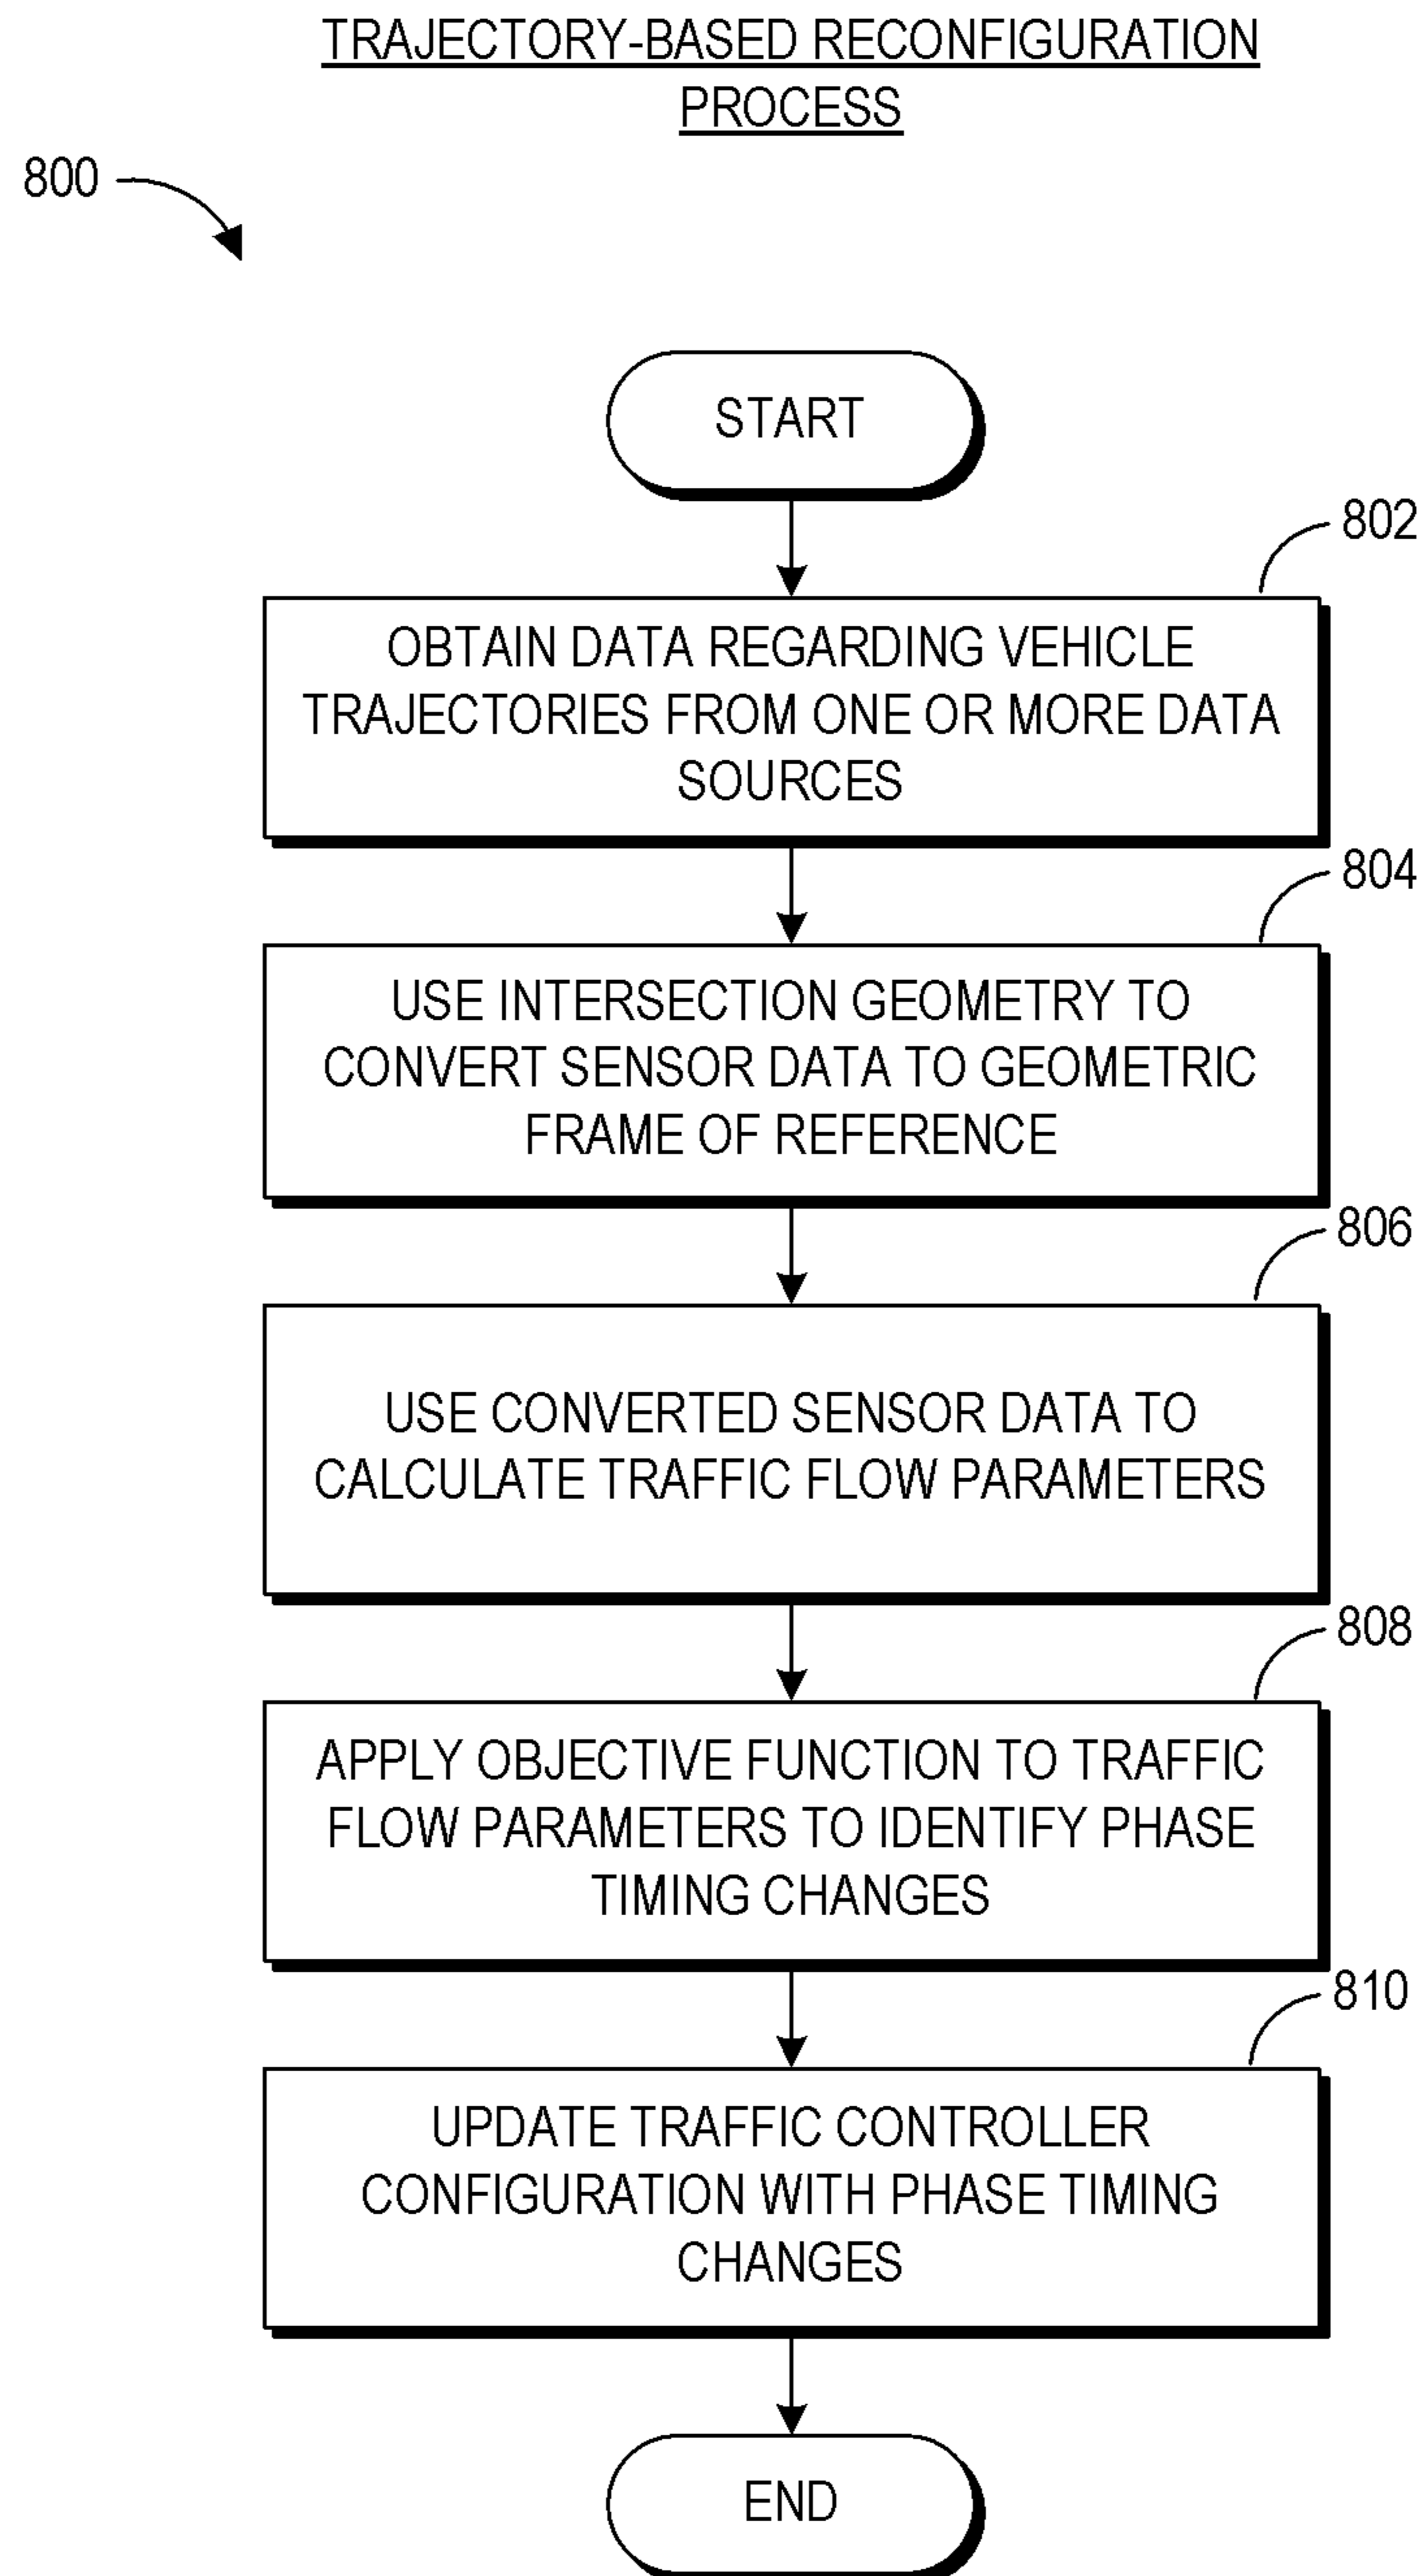 TRAJECTORY-BASED RECONFIGURATION
PROCESS
800
START
802
OBTAIN DATA REGARDING VEHICLE
TRAJECTORIES FROM ONE OR MORE DATA
SOURCES
804
USE INTERSECTION GEOMETRY TO
CONVERT SENSOR DATA TO GEOMETRIC
FRAME OF REFERENCE
806
USE CONVERTED SENSOR DATA TO
CALCULATE TRAFFIC FLOW PARAMETERS
808
APPLY OBJECTIVE FUNCTION TO TRAFFIC
FLOW PARAMETERS TO IDENTIFY PHASE
TIMING CHANGES
810
UPDATE TRAFFIC CONTROLLER
CONFIGURATION WITH PHASE TIMING
CHANGES
END